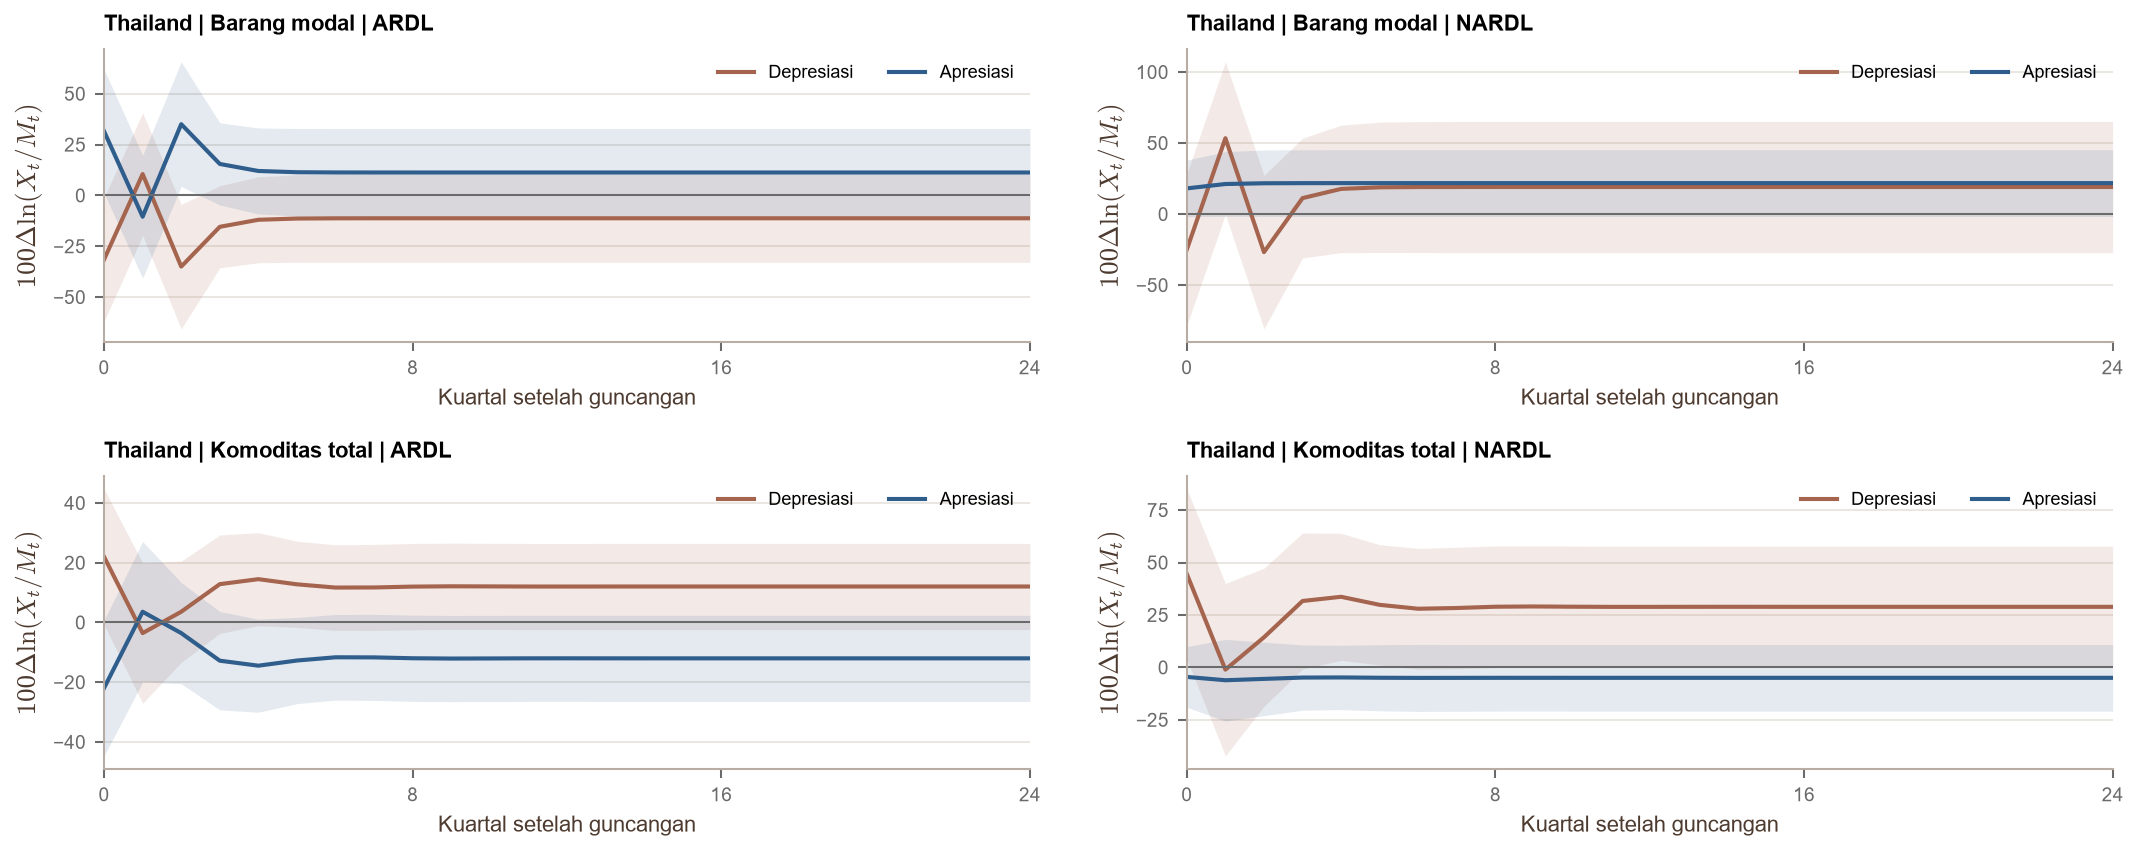 Thailand | Barang modal | ARDL
Depresiasi Apresiasi
100Δln(Xₜ/Mₜ)
50
25
0
−25
−50
0 8 16 24
Kuartal setelah guncangan
Thailand | Barang modal | NARDL
Depresiasi Apresiasi
100Δln(Xₜ/Mₜ)
100
50
0
−50
0 8 16 24
Kuartal setelah guncangan
Thailand | Komoditas total | ARDL
Depresiasi Apresiasi
100Δln(Xₜ/Mₜ)
40
20
0
−20
−40
0 8 16 24
Kuartal setelah guncangan
Thailand | Komoditas total | NARDL
Depresiasi Apresiasi
100Δln(Xₜ/Mₜ)
75
50
25
0
−25
0 8 16 24
Kuartal setelah guncangan